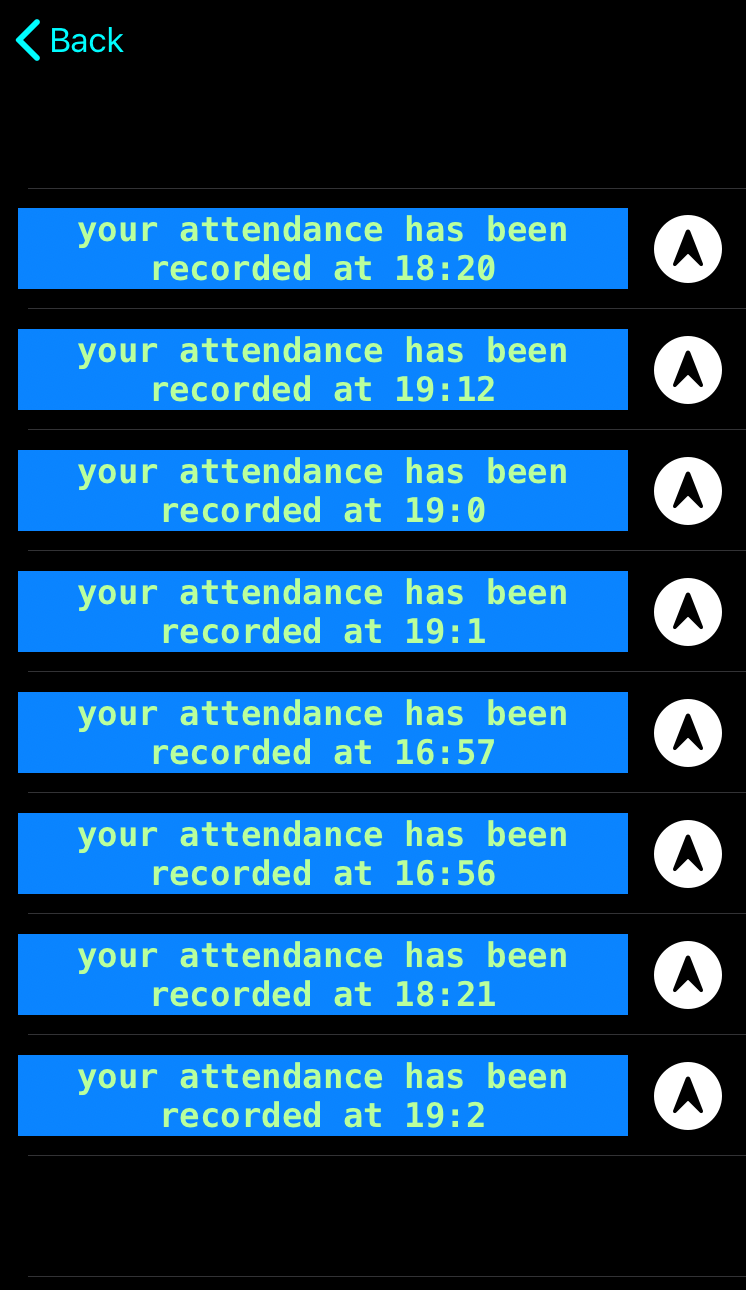 Back
your attendance has been
recorded at 18:20
your attendance has been
recorded at 19:12
your attendance has been
recorded at 19:0
your attendance has been
recorded at 19:1
your attendance has been
recorded at 16:57
your attendance has been
recorded at 16:56
your attendance has been
recorded at 18:21
your attendance has been
recorded at 19:2